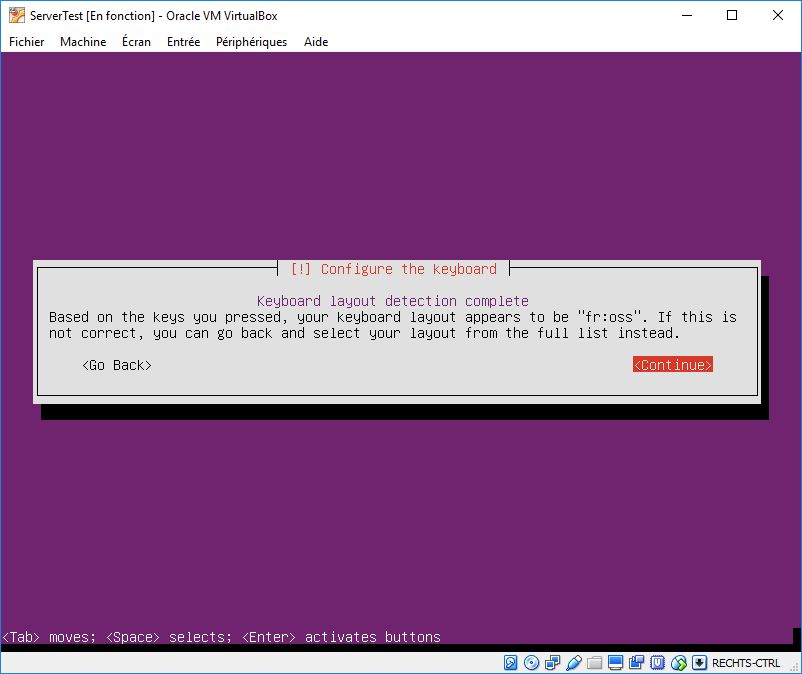 ServerTest [En fonction] - Oracle VM VirtualBox
Fichier Machine Écran Entrée Périphériques Aide
[!] Configure the keyboard
Keyboard layout detection complete
Based on the keys you pressed, your keyboard layout appears to be "fr:oss". If this is
not correct, you can go back and select your layout from the full list instead.
<Go Back> <Continue>
<Tab> moves; <Space> selects; <Enter> activates buttons
RECHTS-CTRL